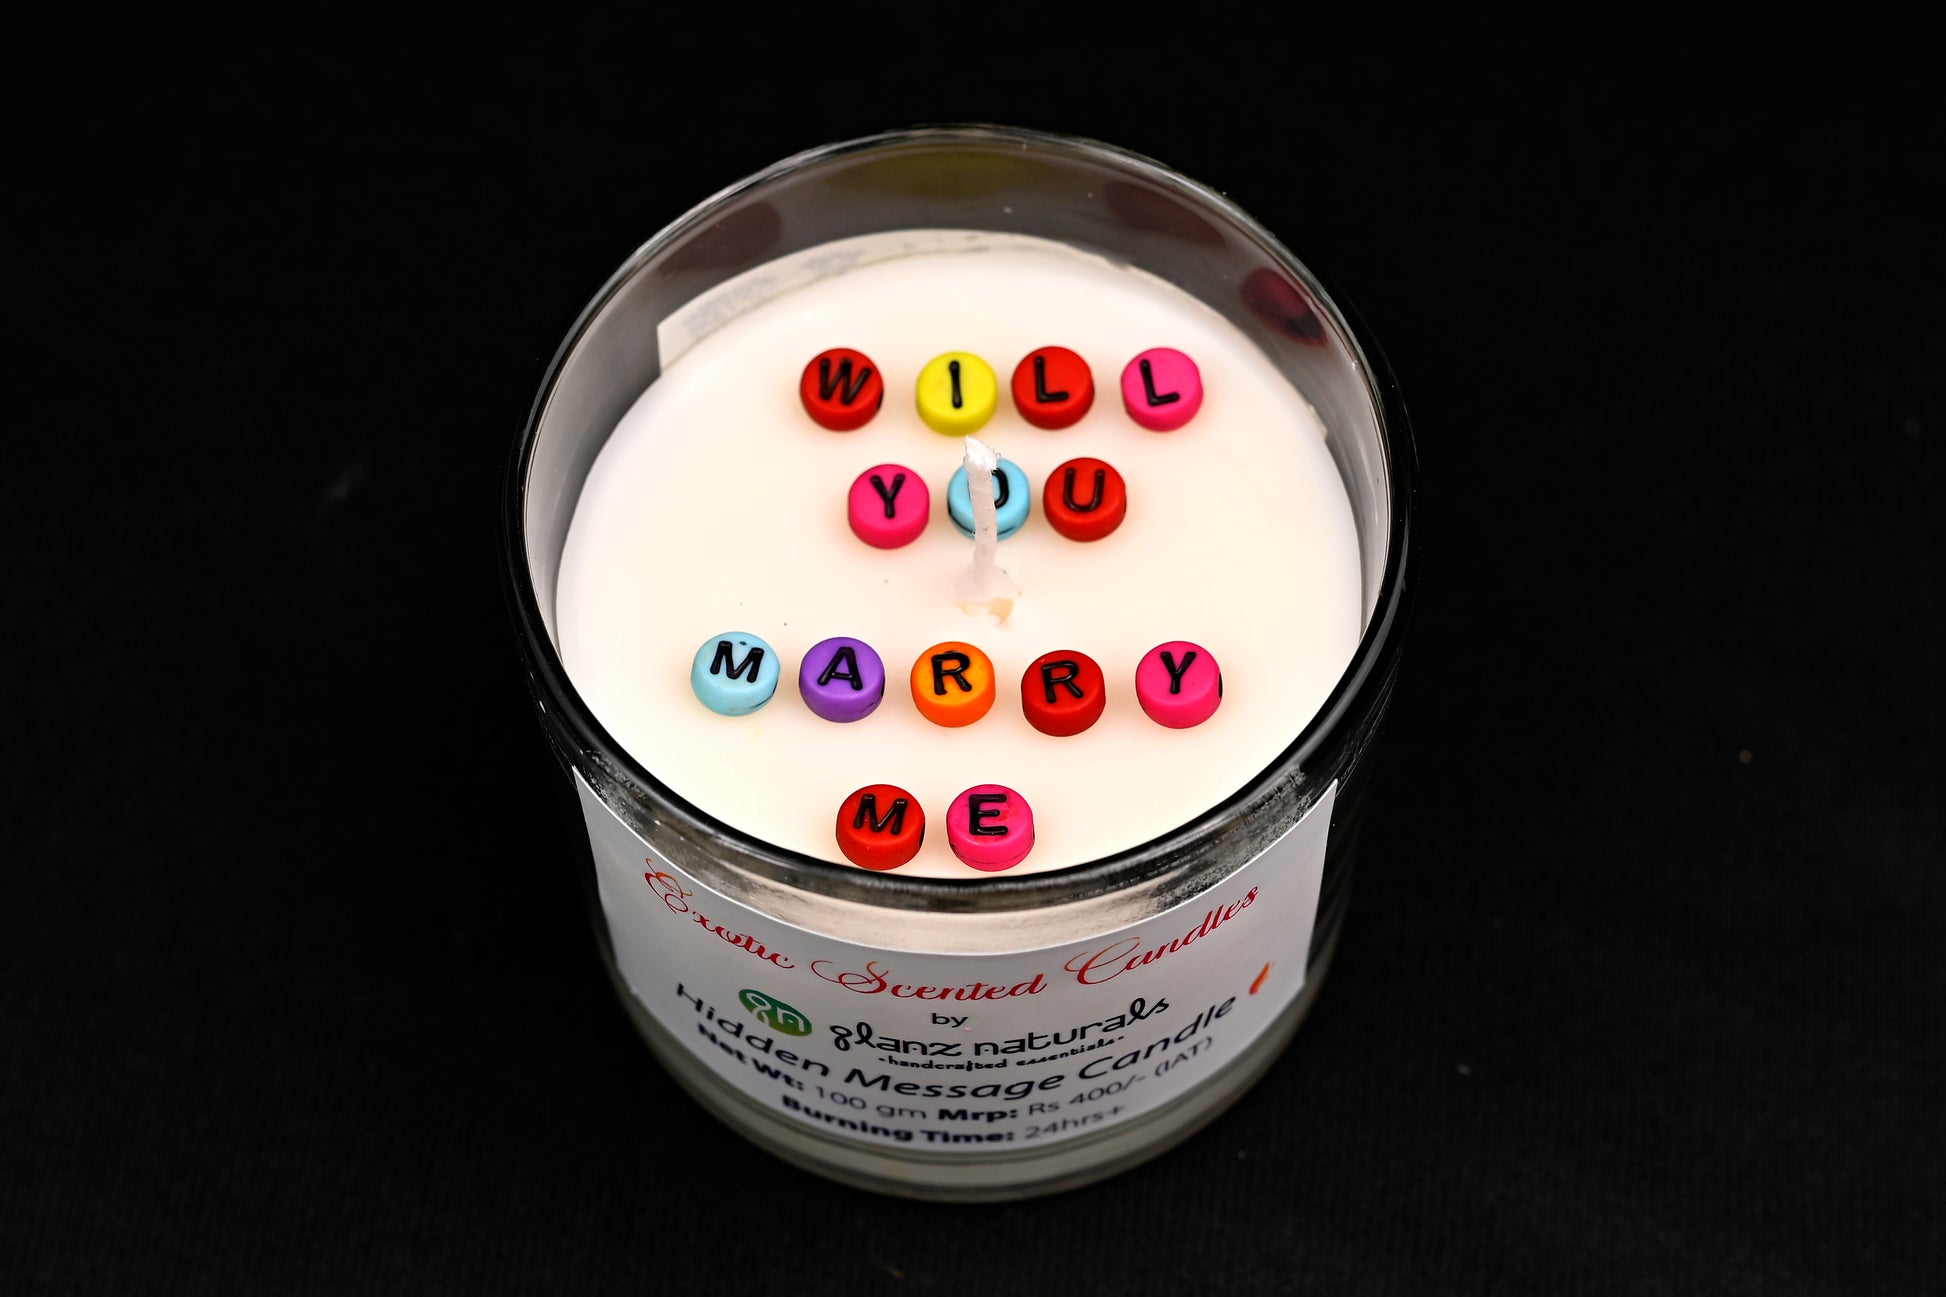 WILL
YOU
MARRY
ME
Exotic Scented Candles
by
gn glanz naturals
-handcrafted essentials-
Hidden Message Candle
Net Wt: 100 gm Mrp: Rs 400/- (IAT)
Burning Time: 24hrs+